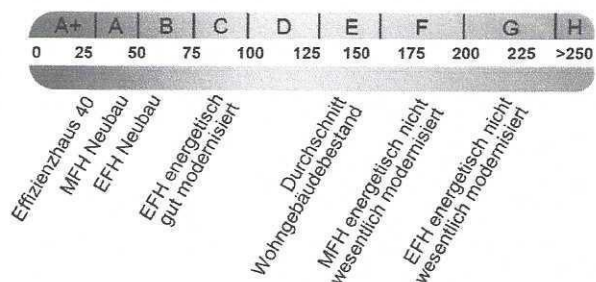 A+ A B C D E F G H
0 25 50 75 100 125 150 175 200 225 >250
Effizienzhaus 40
MFH Neubau
EFH Neubau
EFH energetisch
gut modernisiert
Durchschnitt
Wohngebäudebestand
MFH energetisch nicht
wesentlich modernisiert
EFH energetisch nicht
wesentlich modernisiert